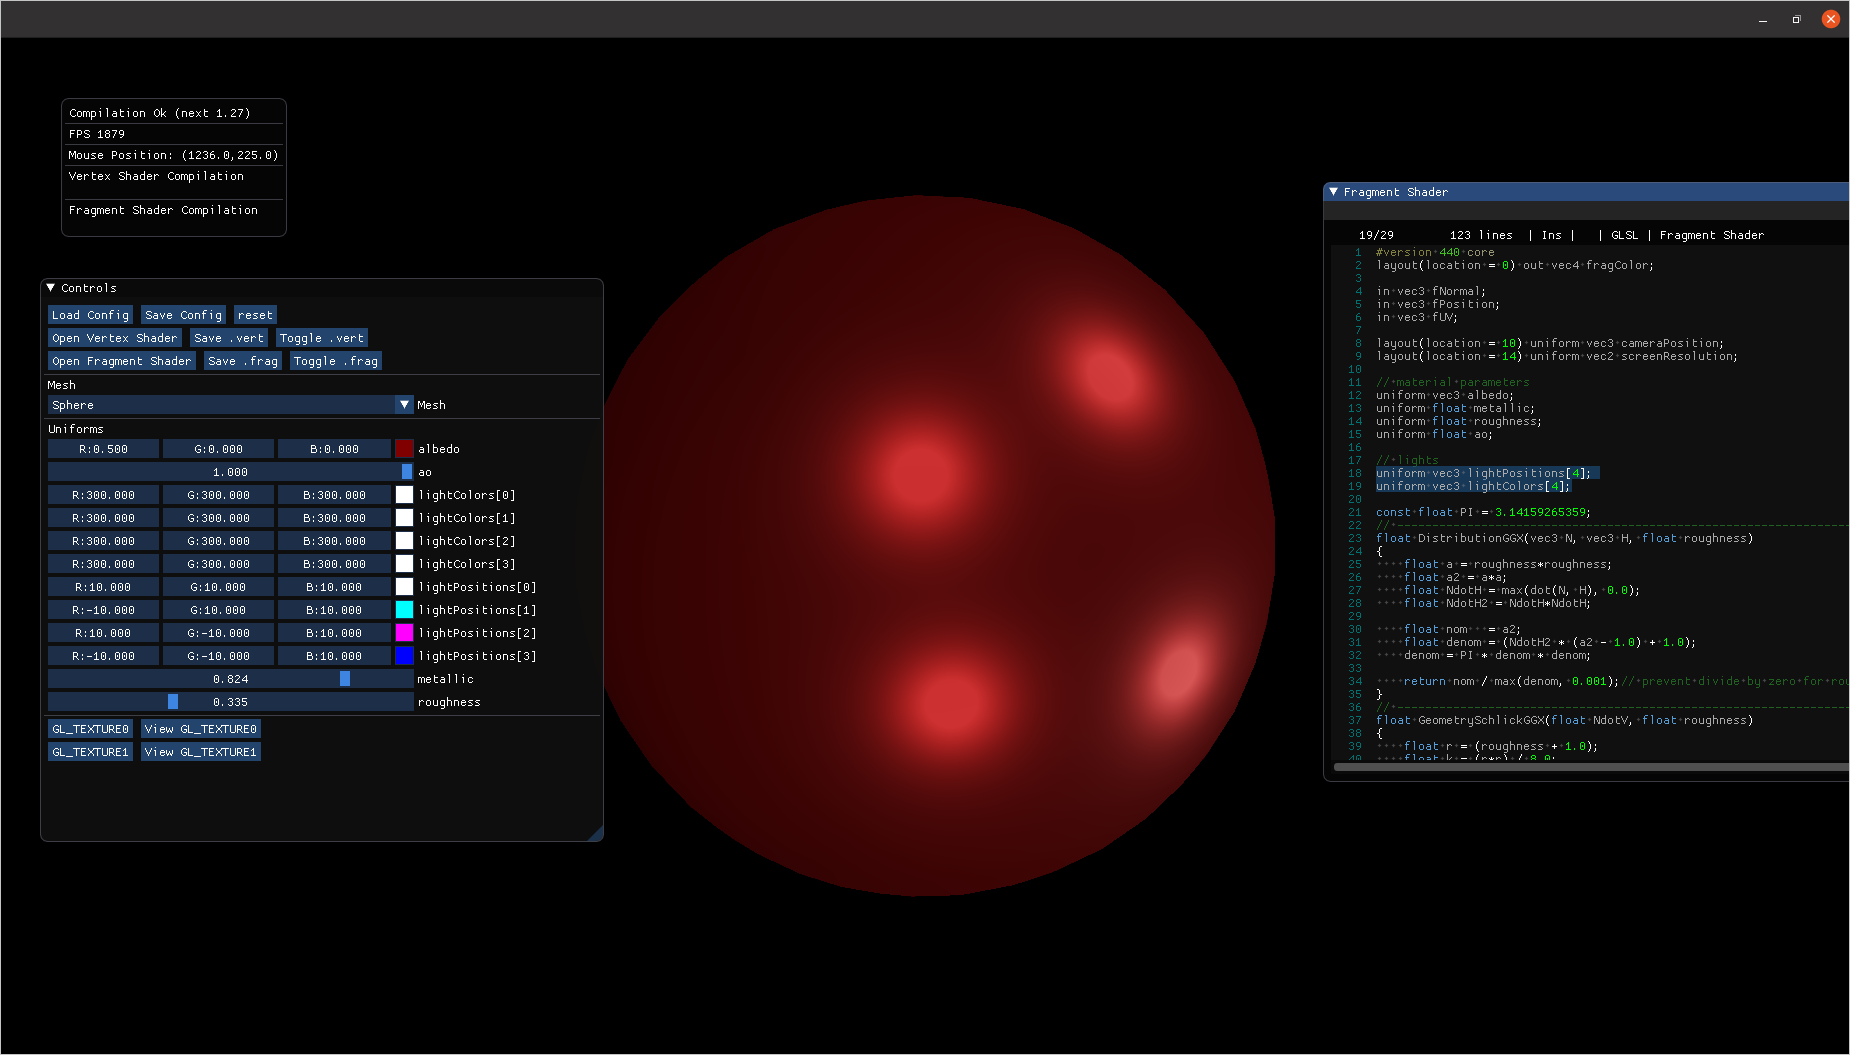 Compilation Ok (next 1.27)
FPS 1879
Mouse Position: (1236.0,225.0)
Vertex Shader Compilation
Fragment Shader Compilation
Controls
Load Config Save Config reset
Open Vertex Shader Save .vert Toggle .vert
Open Fragment Shader Save .frag Toggle .frag
Mesh
Sphere Mesh
Uniforms
R:0.500 G:0.000 B:0.000 albedo
1.000 ao
R:300.000 G:300.000 B:300.000 lightColors[0]
R:300.000 G:300.000 B:300.000 lightColors[1]
R:300.000 G:300.000 B:300.000 lightColors[2]
R:300.000 G:300.000 B:300.000 lightColors[3]
R:10.000 G:10.000 B:10.000 lightPositions[0]
R:-10.000 G:10.000 B:10.000 lightPositions[1]
R:10.000 G:-10.000 B:10.000 lightPositions[2]
R:-10.000 G:-10.000 B:10.000 lightPositions[3]
0.824 metallic
0.335 roughness
GL_TEXTURE0 View GL_TEXTURE0
GL_TEXTURE1 View GL_TEXTURE1
Fragment Shader
19/29 123 lines | Ins | | GLSL | Fragment Shader
1 #version 440 core
2 layout(location = 0) out vec4 fragColor;
3
4 in vec3 fNormal;
5 in vec3 fPosition;
6 in vec3 fUV;
7
8 layout(location = 10) uniform vec3 cameraPosition;
9 layout(location = 14) uniform vec2 screenResolution;
10
11 // material parameters
12 uniform vec3 albedo;
13 uniform float metallic;
14 uniform float roughness;
15 uniform float ao;
16
17 // lights
18 uniform vec3 lightPositions[4];
19 uniform vec3 lightColors[4];
20
21 const float PI = 3.14159265359;
22 // ----------------------------------------------------------------
23 float DistributionGGX(vec3 N, vec3 H, float roughness)
24 {
25 float a = roughness*roughness;
26 float a2 = a*a;
27 float NdotH = max(dot(N, H), 0.0);
28 float NdotH2 = NdotH*NdotH;
29
30 float nom = a2;
31 float denom = (NdotH2 * (a2 - 1.0) + 1.0);
32 denom = PI * denom * denom;
33
34 return nom / max(denom, 0.001); // prevent divide by zero for rou
35 }
36 // ----------------------------------------------------------------
37 float GeometrySchlickGGX(float NdotV, float roughness)
38 {
39 float r = (roughness + 1.0);
40 float k = (r*r) / 8.0;